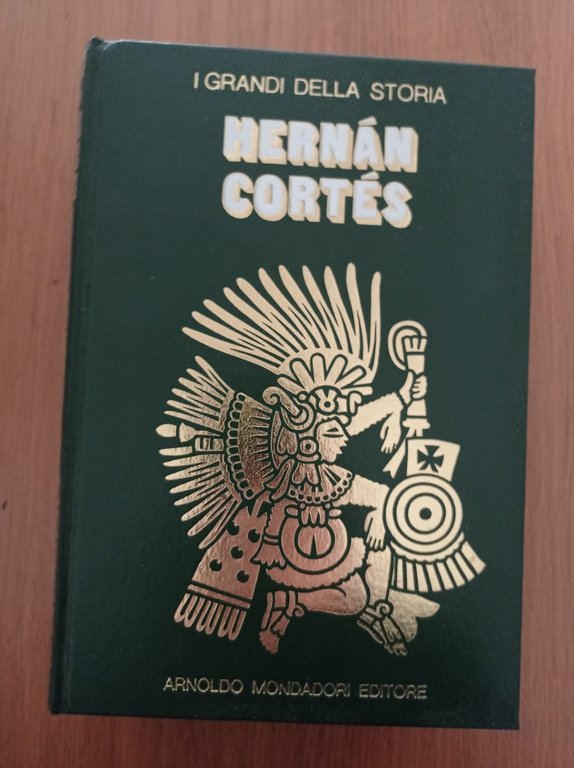 I GRANDI DELLA STORIA
HERNÁN
CORTÉS
ARNOLDO MONDADORI EDITORE